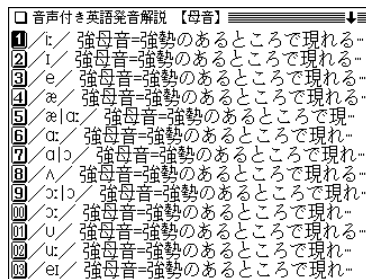 □ 音声付き英語発音解説 【母音】
1 /iː/ 強母音=強勢のあるところで現れる…
2 /ɪ/ 強母音=強勢のあるところで現れる…
3 /e/ 強母音=強勢のあるところで現れる…
4 /æ/ 強母音=強勢のあるところで現れる…
5 /æ|ɑː/ 強母音=強勢のあるところで現…
6 /ɑː/ 強母音=強勢のあるところで現れ…
7 /ɑ|ɔ/ 強母音=強勢のあるところで現れ…
8 /ʌ/ 強母音=強勢のあるところで現れる…
9 /ɔː|ɔ/ 強母音=強勢のあるところで現れ…
00 /ɔː/ 強母音=強勢のあるところで現れ…
01 /ʊ/ 強母音=強勢のあるところで現れる…
02 /uː/ 強母音=強勢のあるところで現れ…
03 /eɪ/ 強母音=強勢のあるところで現れ…